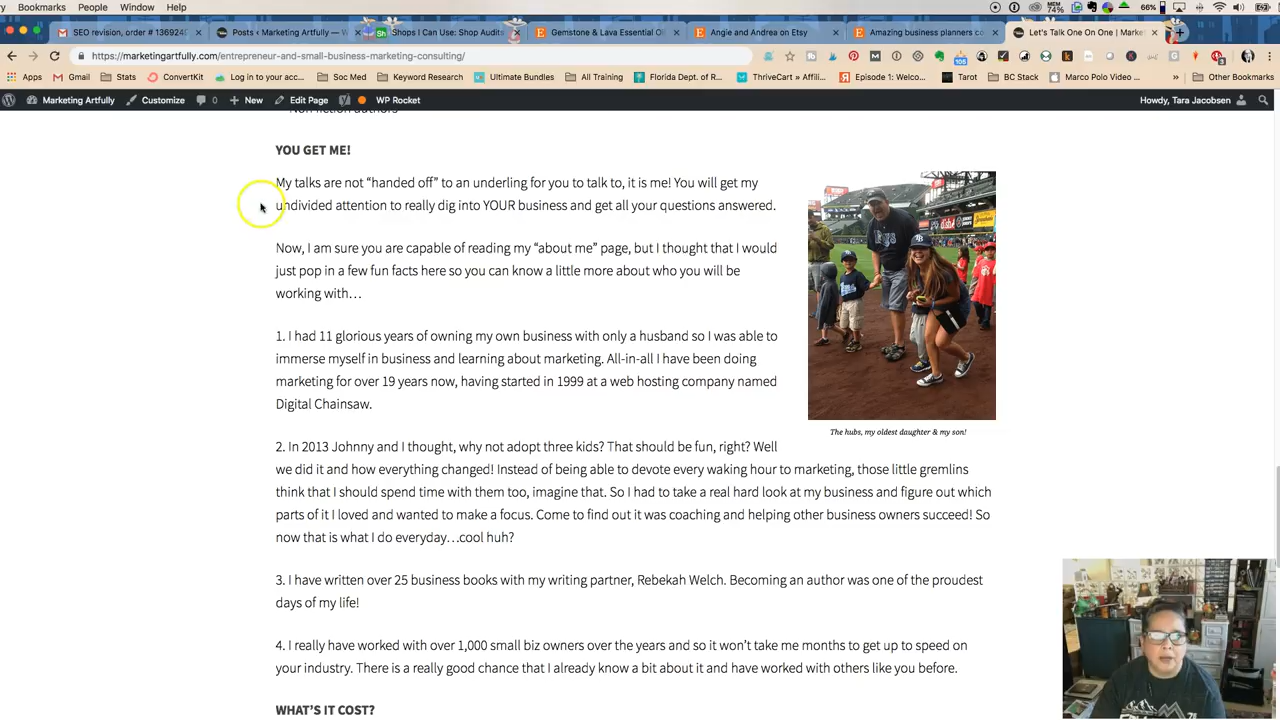 Bookmarks People Window Help
MEM 74% 66%
SEO revision, order # 136924
Posts ‹ Marketing Artfully — W
Sh Shops I Can Use: Shop Audits
E Gemstone & Lava Essential O
E Angie and Andrea on Etsy
E Amazing business planners c
Let's Talk One On One | Market
https://marketingartfully.com/entrepreneur-and-small-business-marketing-consulting/
105
Apps Gmail Stats ConvertKit Log in to your acc... Soc Med Keyword Research Ultimate Bundles All Training Florida Dept. of R... ThriveCart » Affili... Episode 1: Welco... Tarot BC Stack Marco Polo Video ... Other Bookmarks
Marketing Artfully Customize 0 New Edit Page WP Rocket Howdy, Tara Jacobsen
Non-fiction authors
YOU GET ME!
My talks are not “handed off” to an underling for you to talk to, it is me! You will get my
undivided attention to really dig into YOUR business and get all your questions answered.
Now, I am sure you are capable of reading my “about me” page, but I thought that I would
just pop in a few fun facts here so you can know a little more about who you will be
working with…
1. I had 11 glorious years of owning my own business with only a husband so I was able to
immerse myself in business and learning about marketing. All-in-all I have been doing
marketing for over 19 years now, having started in 1999 at a web hosting company named
Digital Chainsaw.
The hubs, my oldest daughter & my son!
2. In 2013 Johnny and I thought, why not adopt three kids? That should be fun, right? Well
we did it and how everything changed! Instead of being able to devote every waking hour to marketing, those little gremlins
think that I should spend time with them too, imagine that. So I had to take a real hard look at my business and figure out which
parts of it I loved and wanted to make a focus. Come to find out it was coaching and helping other business owners succeed! So
now that is what I do everyday…cool huh?
3. I have written over 25 business books with my writing partner, Rebekah Welch. Becoming an author was one of the proudest
days of my life!
4. I really have worked with over 1,000 small biz owners over the years and so it won’t take me months to get up to speed on
your industry. There is a really good chance that I already know a bit about it and have worked with others like you before.
WHAT’S IT COST?